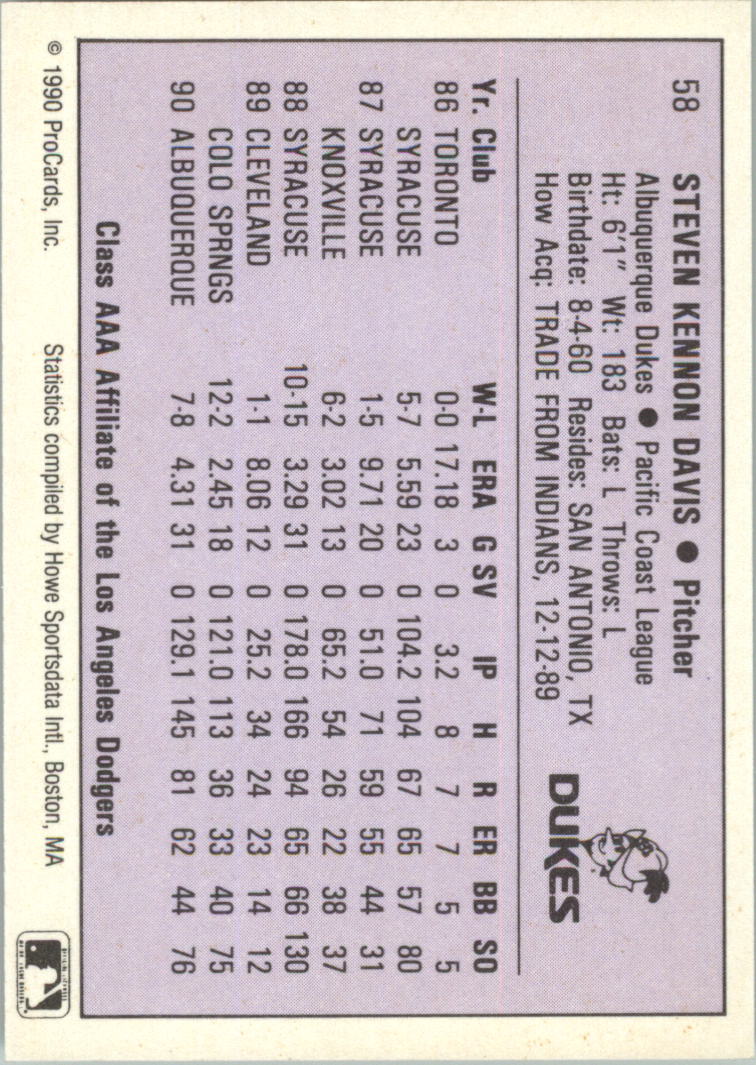 58 STEVEN KENNON DAVIS ● Pitcher
Albuquerque Dukes ● Pacific Coast League
Ht: 6'1" Wt: 183 Bats: L Throws: L
Birthdate: 8-4-60 Resides: SAN ANTONIO, TX
How Acq: TRADE FROM INDIANS, 12-12-89
DUKES
Yr. Club W-L ERA G SV IP H R ER BB SO
86 TORONTO 0-0 17.18 3 0 3.2 8 7 7 5 5
SYRACUSE 5-7 5.59 23 0 104.2 104 67 65 57 80
87 SYRACUSE 1-5 9.71 20 0 51.0 71 59 55 44 31
KNOXVILLE 6-2 3.02 13 0 65.2 54 26 22 38 37
88 SYRACUSE 10-15 3.29 31 0 178.0 166 94 65 66 130
89 CLEVELAND 1-1 8.06 12 0 25.2 34 24 23 14 12
COLO SPRNGS 12-2 2.45 18 0 121.0 113 36 33 40 75
90 ALBUQUERQUE 7-8 4.31 31 0 129.1 145 81 62 44 76
Class AAA Affiliate of the Los Angeles Dodgers
© 1990 ProCards, Inc. Statistics compiled by Howe Sportsdata Intl., Boston, MA